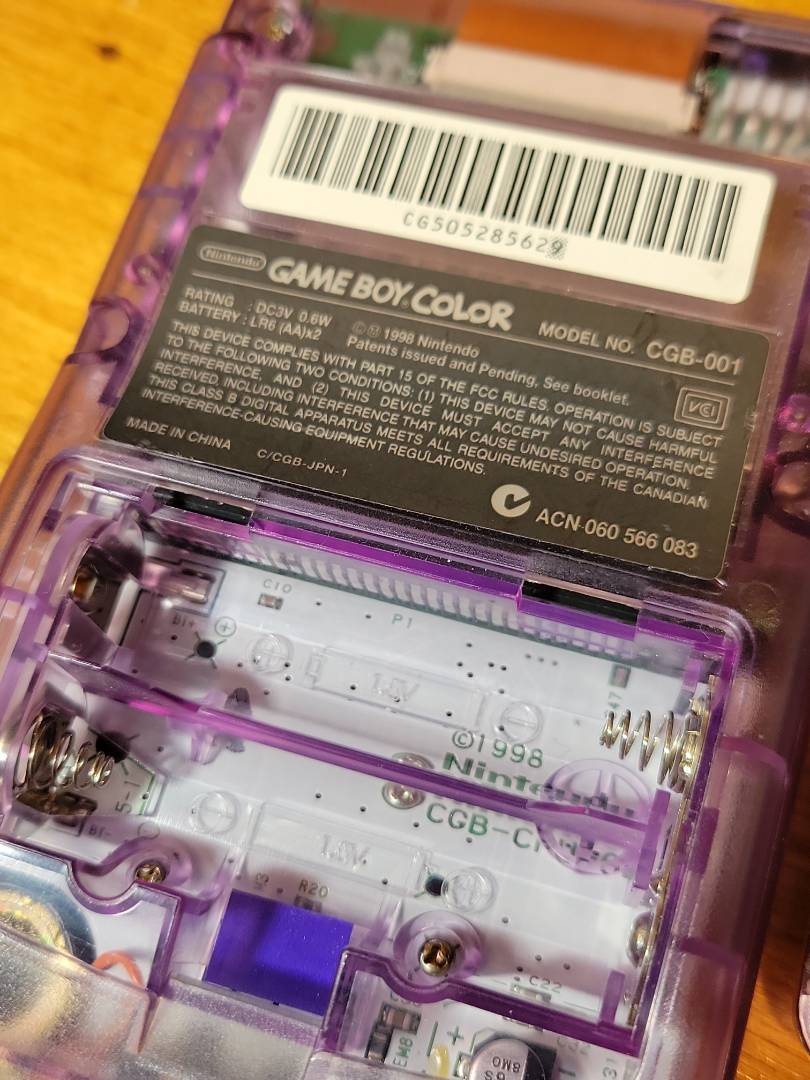 CG505285629
Nintendo GAME BOY COLOR MODEL NO. CGB-001
RATING : DC3V 0.6W
BATTERY : LR6 (AA)x2
©Ⓜ 1998 Nintendo
Patents issued and Pending, See booklet.
VCI
THIS DEVICE COMPLIES WITH PART 15 OF THE FCC RULES. OPERATION IS SUBJECT
TO THE FOLLOWING TWO CONDITIONS: (1) THIS DEVICE MAY NOT CAUSE HARMFUL
INTERFERENCE, AND (2) THIS DEVICE MUST ACCEPT ANY INTERFERENCE
RECEIVED, INCLUDING INTERFERENCE THAT MAY CAUSE UNDESIRED OPERATION.
THIS CLASS B DIGITAL APPARATUS MEETS ALL REQUIREMENTS OF THE CANADIAN
INTERFERENCE-CAUSING EQUIPMENT REGULATIONS.
MADE IN CHINA C/CGB-JPN-1
ACN 060 566 083
C10
P1
BT+
1.5V
©1998
Nintendo
BT-
1.5V
R20
C22
EM8